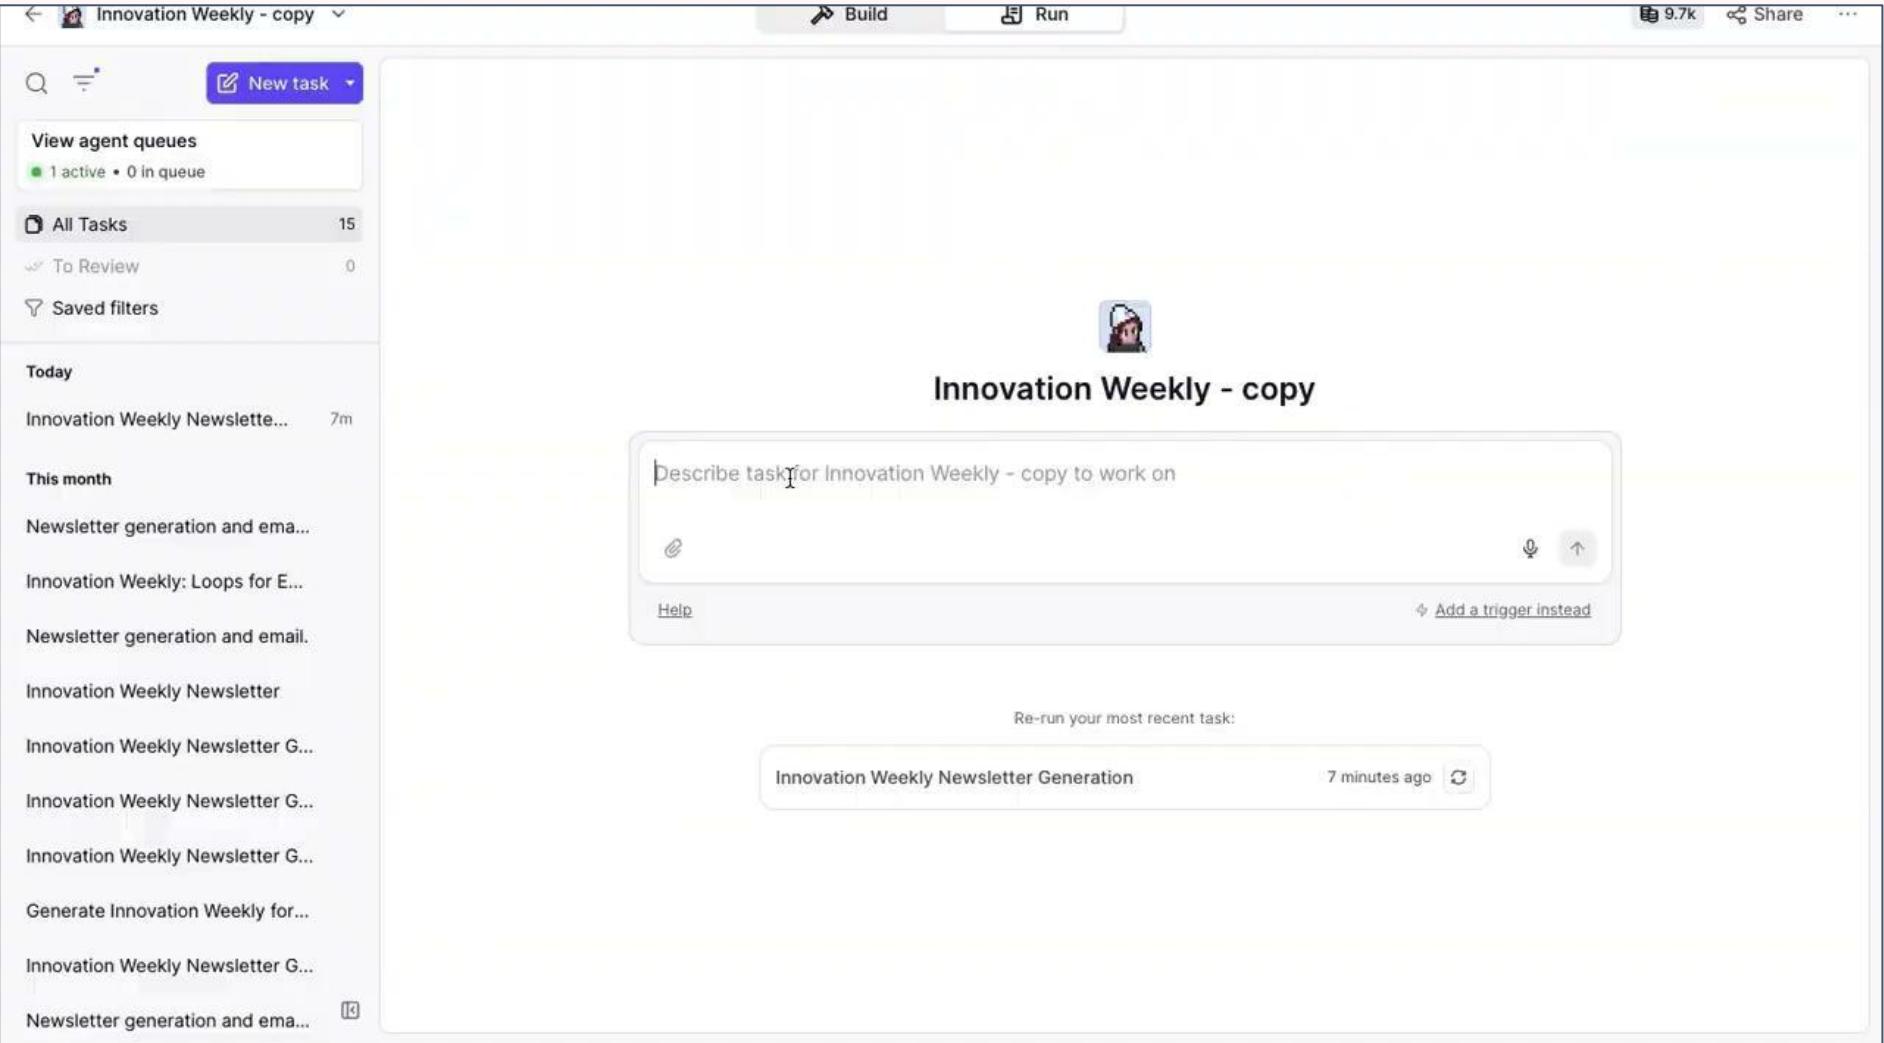 Innovation Weekly - copy
Build
Run
9.7k
Share
New task
View agent queues
1 active • 0 in queue
All Tasks 15
To Review 0
Saved filters
Today
Innovation Weekly Newslette... 7m
This month
Newsletter generation and ema...
Innovation Weekly: Loops for E...
Newsletter generation and email.
Innovation Weekly Newsletter
Innovation Weekly Newsletter G...
Innovation Weekly Newsletter G...
Innovation Weekly Newsletter G...
Generate Innovation Weekly for...
Innovation Weekly Newsletter G...
Newsletter generation and ema...
Innovation Weekly - copy
Describe task for Innovation Weekly - copy to work on
Help
Add a trigger instead
Re-run your most recent task:
Innovation Weekly Newsletter Generation 7 minutes ago